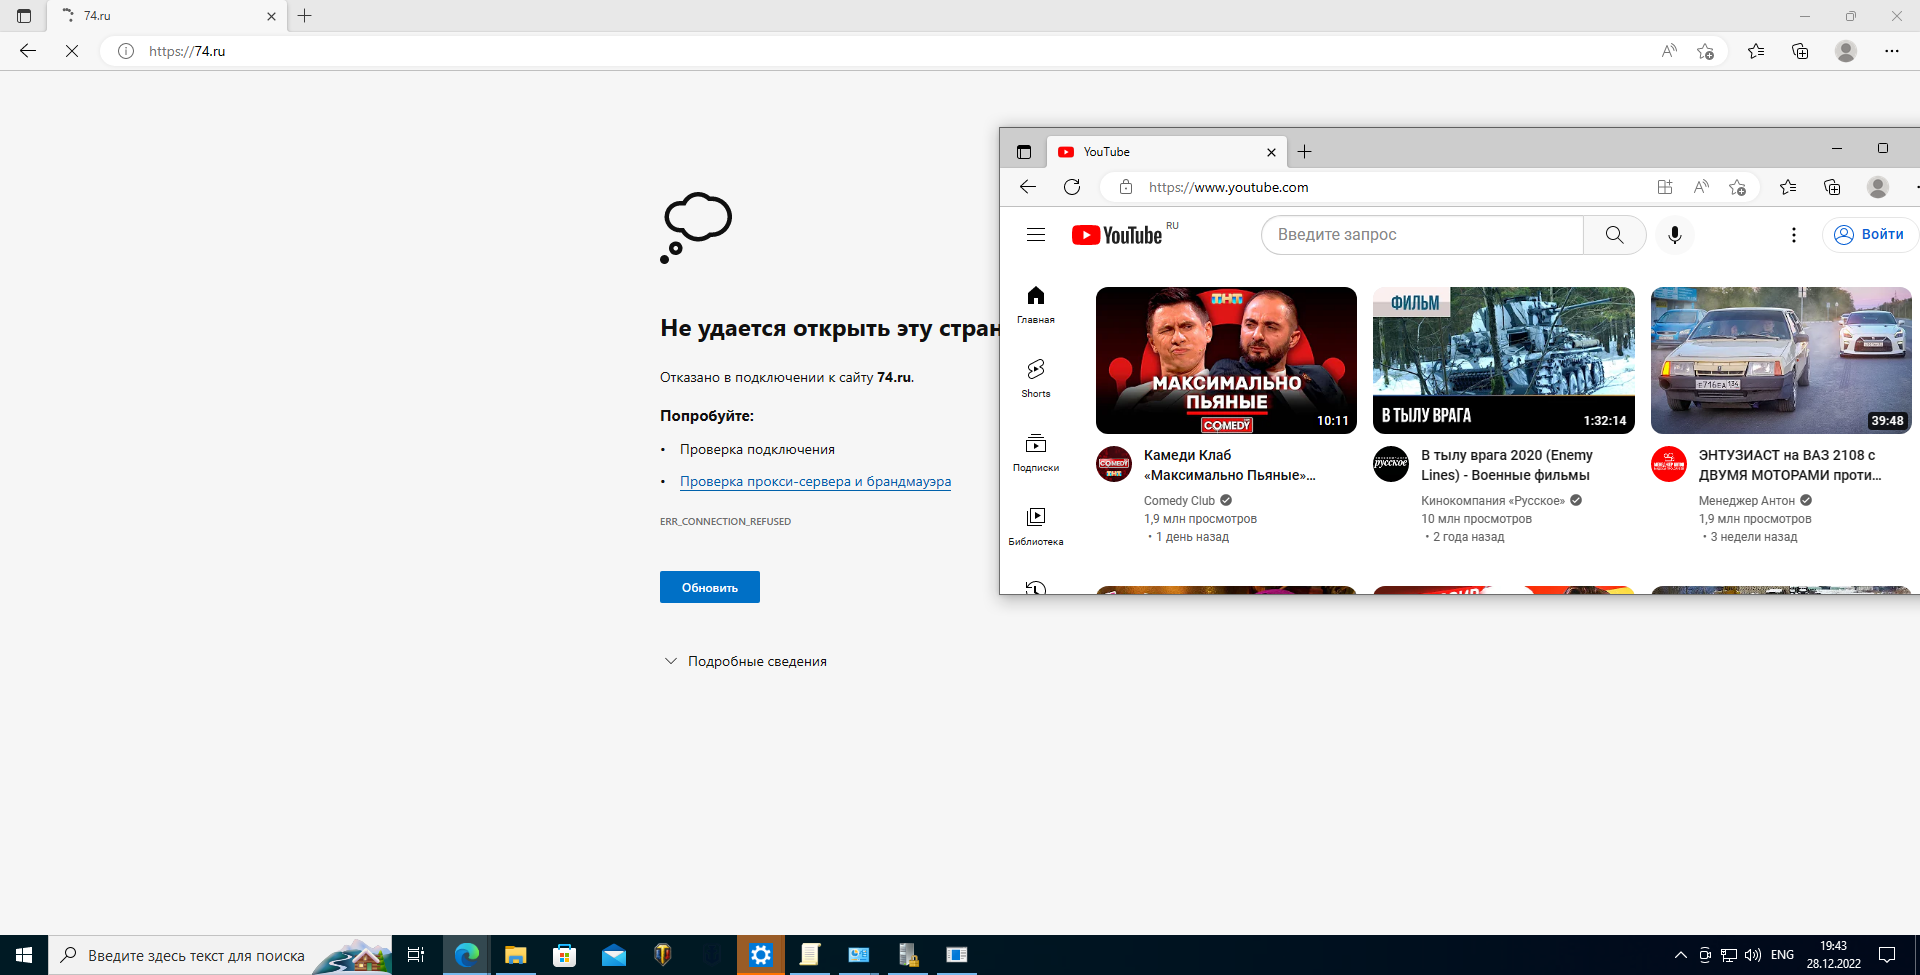 74.ru
https://74.ru
Не удается открыть эту стран
Отказано в подключении к сайту 74.ru.
Попробуйте:
• Проверка подключения
• Проверка прокси-сервера и брандмауэра
ERR_CONNECTION_REFUSED
Обновить
Подробные сведения
YouTube
https://www.youtube.com
YouTube RU
Введите запрос
Войти
Главная
Shorts
Подписки
Библиотека
ТНТ
МАКСИМАЛЬНО
ПЬЯНЫЕ
COMEDY
10:11
Камеди Клаб
«Максимально Пьяные»...
Comedy Club
1,9 млн просмотров
• 1 день назад
ФИЛЬМ
В ТЫЛУ ВРАГА
1:32:14
русское
В тылу врага 2020 (Enemy
Lines) - Военные фильмы
Кинокомпания «Русское»
10 млн просмотров
• 2 года назад
Е716ЕА 134
39:48
ЭНТУЗИАСТ на ВАЗ 2108 с
ДВУМЯ МОТОРАМИ проти...
Менеджер Антон
1,9 млн просмотров
• 3 недели назад
Введите здесь текст для поиска
ENG
19:43
28.12.2022